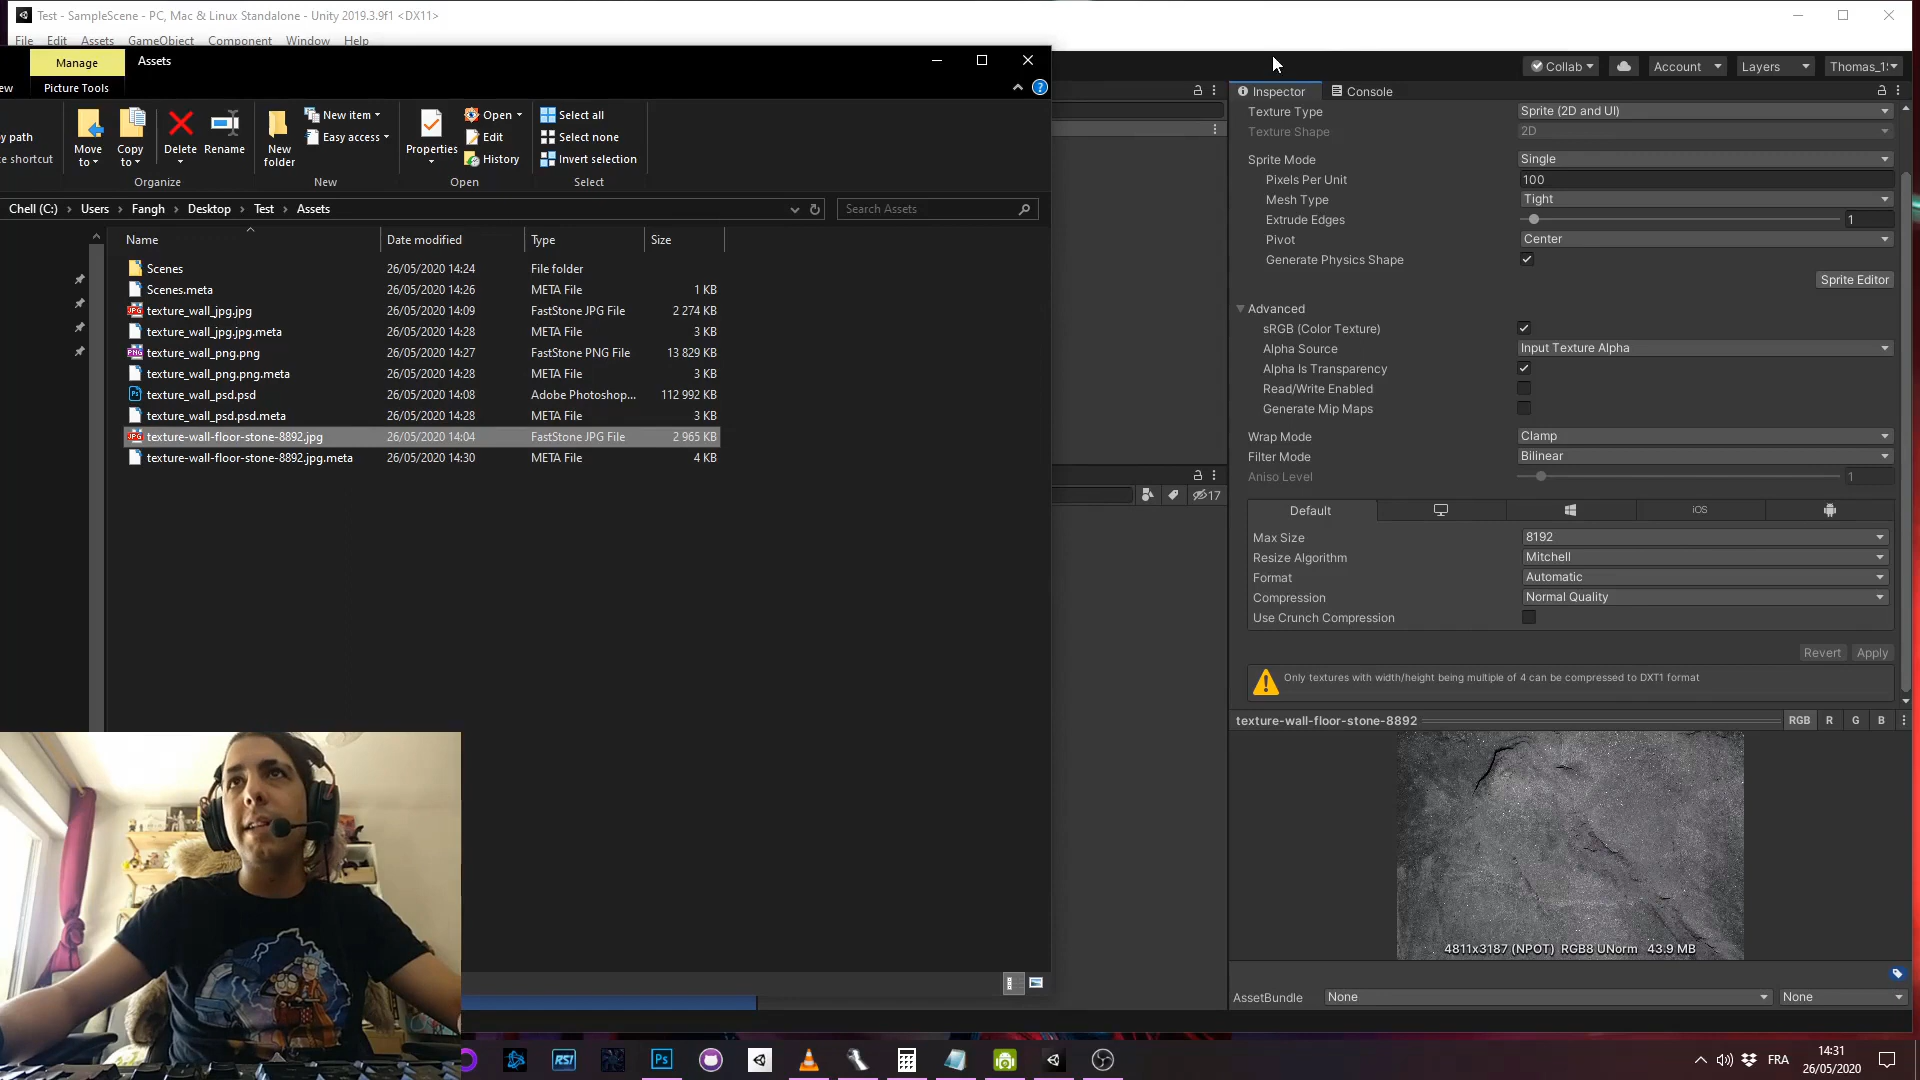 Test - SampleScene - PC, Mac & Linux Standalone - Unity 2019.3.9f1 <DX11>
File Edit Assets GameObject Component Window Help
Manage Assets
ew Picture Tools
y path
e shortcut
Move to
Copy to
Delete
Rename
Organize
New folder
New item
Easy access
New
Properties
Open
Edit
History
Open
Select all
Select none
Invert selection
Select
Chell (C:) Users Fangh Desktop Test Assets
Search Assets
Name Date modified Type Size
Scenes 26/05/2020 14:24 File folder
Scenes.meta 26/05/2020 14:26 META File 1 KB
texture_wall_jpg.jpg 26/05/2020 14:09 FastStone JPG File 2 274 KB
texture_wall_jpg.jpg.meta 26/05/2020 14:28 META File 3 KB
texture_wall_png.png 26/05/2020 14:27 FastStone PNG File 13 829 KB
texture_wall_png.png.meta 26/05/2020 14:28 META File 3 KB
texture_wall_psd.psd 26/05/2020 14:08 Adobe Photoshop... 112 992 KB
texture_wall_psd.psd.meta 26/05/2020 14:28 META File 3 KB
texture-wall-floor-stone-8892.jpg 26/05/2020 14:04 FastStone JPG File 2 965 KB
texture-wall-floor-stone-8892.jpg.meta 26/05/2020 14:30 META File 4 KB
17
Collab Account Layers Thomas_1
Inspector Console
Texture Type Sprite (2D and UI)
Texture Shape 2D
Sprite Mode Single
Pixels Per Unit 100
Mesh Type Tight
Extrude Edges 1
Pivot Center
Generate Physics Shape
Sprite Editor
Advanced
sRGB (Color Texture)
Alpha Source Input Texture Alpha
Alpha Is Transparency
Read/Write Enabled
Generate Mip Maps
Wrap Mode Clamp
Filter Mode Bilinear
Aniso Level 1
Default iOS
Max Size 8192
Resize Algorithm Mitchell
Format Automatic
Compression Normal Quality
Use Crunch Compression
Revert Apply
Only textures with width/height being multiple of 4 can be compressed to DXT1 format
texture-wall-floor-stone-8892 RGB R G B
4811x3187 (NPOT) RGB8 UNorm 43.9 MB
AssetBundle None None
RSI Ps
FRA 14:31
26/05/2020